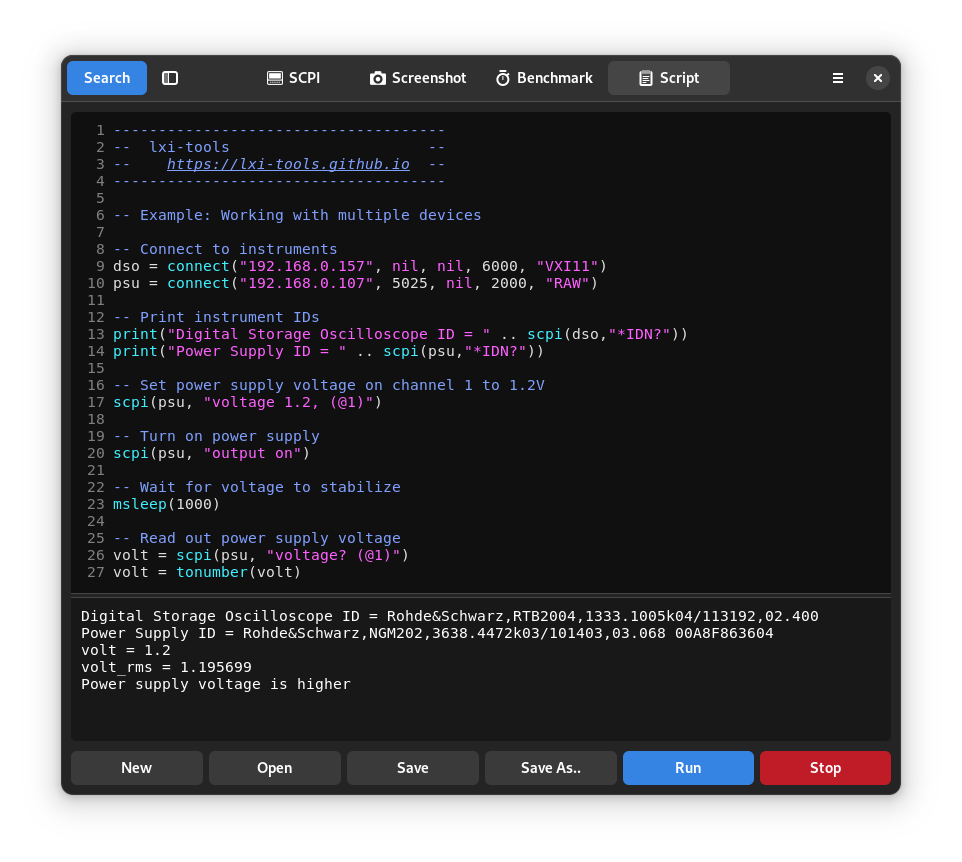 Search SCPI Screenshot Benchmark Script
1 -------------------------------------
2 --  lxi-tools                      --
3 --    https://lxi-tools.github.io  --
4 -------------------------------------
5
6 -- Example: Working with multiple devices
7
8 -- Connect to instruments
9 dso = connect("192.168.0.157", nil, nil, 6000, "VXI11")
10 psu = connect("192.168.0.107", 5025, nil, 2000, "RAW")
11
12 -- Print instrument IDs
13 print("Digital Storage Oscilloscope ID = " .. scpi(dso,"*IDN?"))
14 print("Power Supply ID = " .. scpi(psu,"*IDN?"))
15
16 -- Set power supply voltage on channel 1 to 1.2V
17 scpi(psu, "voltage 1.2, (@1)")
18
19 -- Turn on power supply
20 scpi(psu, "output on")
21
22 -- Wait for voltage to stabilize
23 msleep(1000)
24
25 -- Read out power supply voltage
26 volt = scpi(psu, "voltage? (@1)")
27 volt = tonumber(volt)
Digital Storage Oscilloscope ID = Rohde&Schwarz,RTB2004,1333.1005k04/113192,02.400
Power Supply ID = Rohde&Schwarz,NGM202,3638.4472k03/101403,03.068 00A8F863604
volt = 1.2
volt_rms = 1.195699
Power supply voltage is higher
New Open Save Save As.. Run Stop